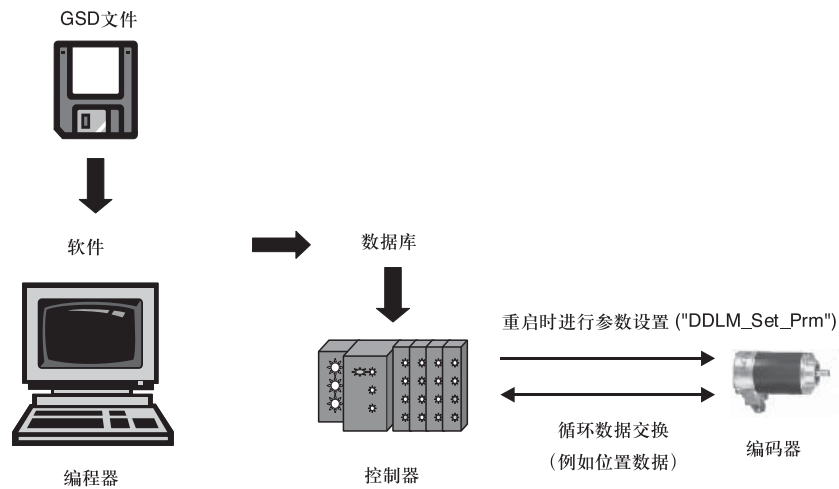 GSD文件
软件
数据库
重启时进行参数设置 ("DDLM_Set_Prm")
循环数据交换
（例如位置数据）
编码器
控制器
编程器